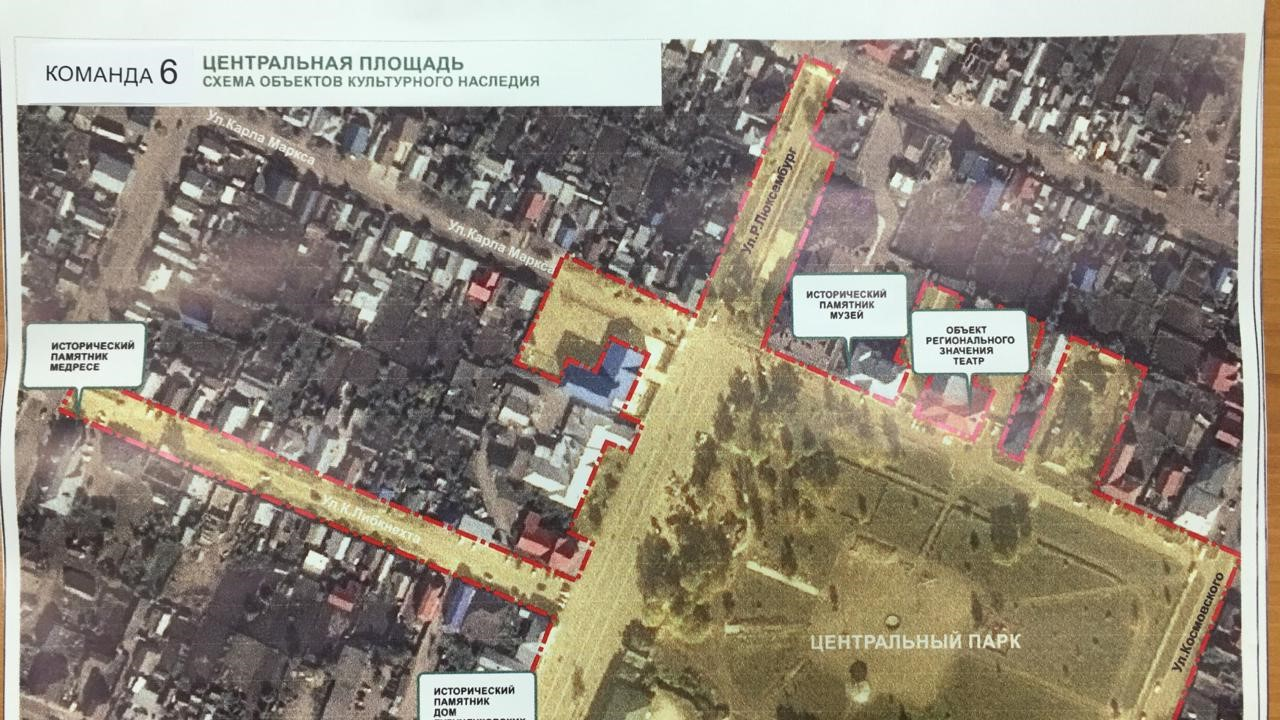 КОМАНДА 6
ЦЕНТРАЛЬНАЯ ПЛОЩАДЬ
СХЕМА ОБЪЕКТОВ КУЛЬТУРНОГО НАСЛЕДИЯ
Ул.Карла Маркса
Ул.Карла Маркса
Ул.Р.Люксембург
ИСТОРИЧЕСКИЙ
ПАМЯТНИК
МУЗЕЙ
ОБЪЕКТ
РЕГИОНАЛЬНОГО
ЗНАЧЕНИЯ
ТЕАТР
ИСТОРИЧЕСКИЙ
ПАМЯТНИК
МЕДРЕСЕ
Ул.К.Либкнехта
ЦЕНТРАЛЬНЫЙ ПАРК
Ул.Космовского
ИСТОРИЧЕСКИЙ
ПАМЯТНИК
ДОМ